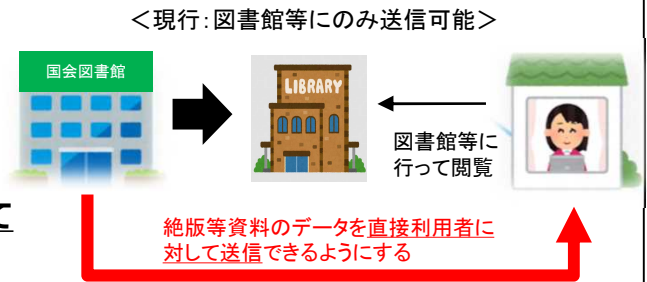 ＜現行：図書館等にのみ送信可能＞
国会図書館
LIBRARY
図書館等に
行って閲覧
て
絶版等資料のデータを直接利用者に
対して送信できるようにする